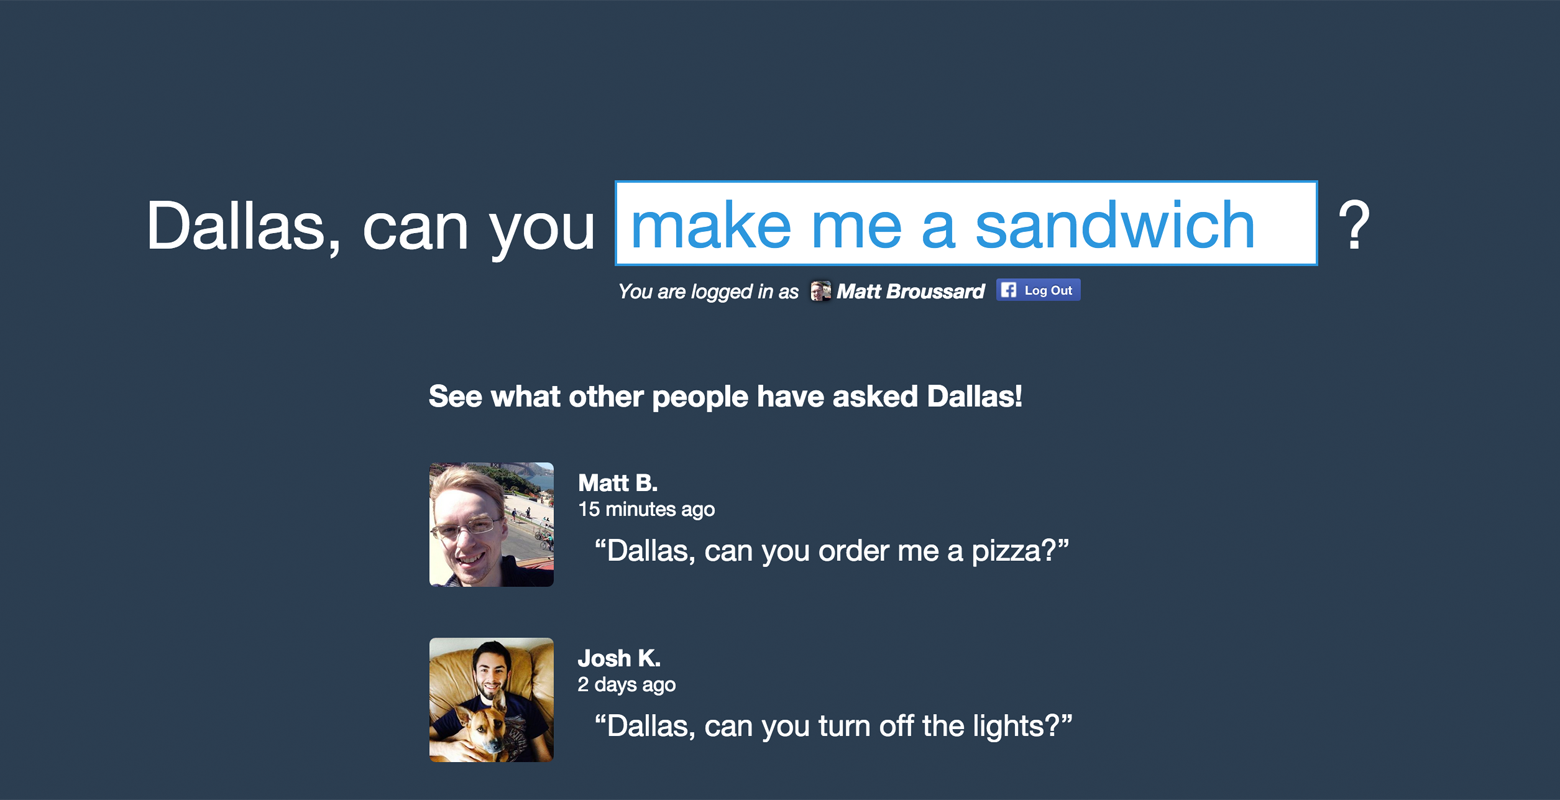 Dallas, can you make me a sandwich ?
You are logged in as Matt Broussard Log Out
See what other people have asked Dallas!
Matt B.
15 minutes ago
“Dallas, can you order me a pizza?”
Josh K.
2 days ago
“Dallas, can you turn off the lights?”